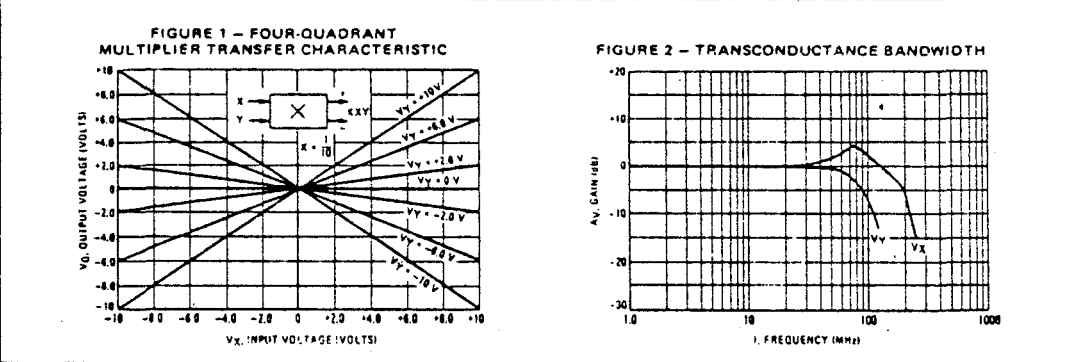 FIGURE 1 – FOUR-QUADRANT
MULTIPLIER TRANSFER CHARACTERISTIC
+10
+6.0
+6.0
+4.0
+2.0
0
-2.0
-4.0
-6.0
-8.0
-10
VO, OUTPUT VOLTAGE (VOLTS)
X
Y
+
KXY
-
K = 1/10
VY = +10 V
VY = +6.0 V
VY = +2.0 V
VY = 0 V
VY = -2.0 V
VY = -6.0 V
VY = -10 V
-10 -8.0 -6.0 -4.0 -2.0 0 +2.0 +4.0 +6.0 +8.0 +10
VX, INPUT VOLTAGE (VOLTS)
FIGURE 2 – TRANSCONDUCTANCE BANDWIDTH
+20
+10
0
-10
-20
-30
AV, GAIN (dB)
VY
VX
1.0 10 100 1000
f, FREQUENCY (MHz)